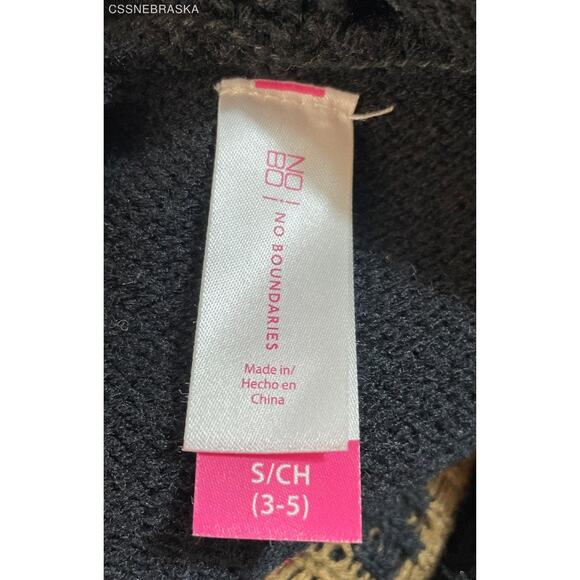 CSSNEBRASKA
NO
BO
NO BOUNDARIES
Made in/
Hecho en
China
S/CH
(3-5)